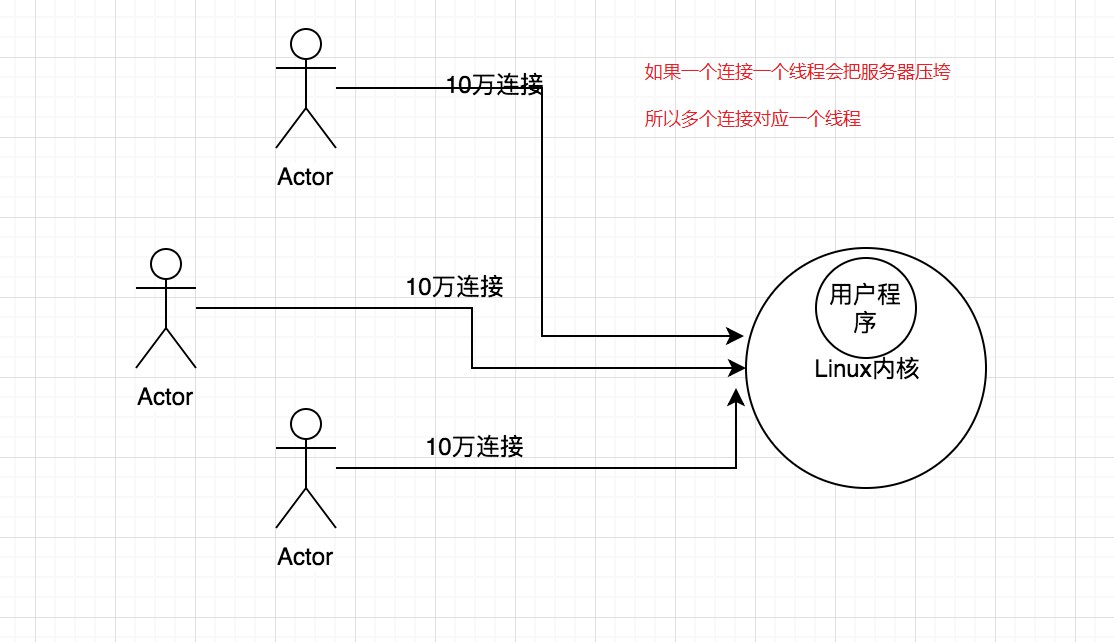 10万连接
如果一个连接一个线程会把服务器压垮
所以多个连接对应一个线程
Actor
10万连接
用户程
序
Linux内核
Actor
10万连接
Actor